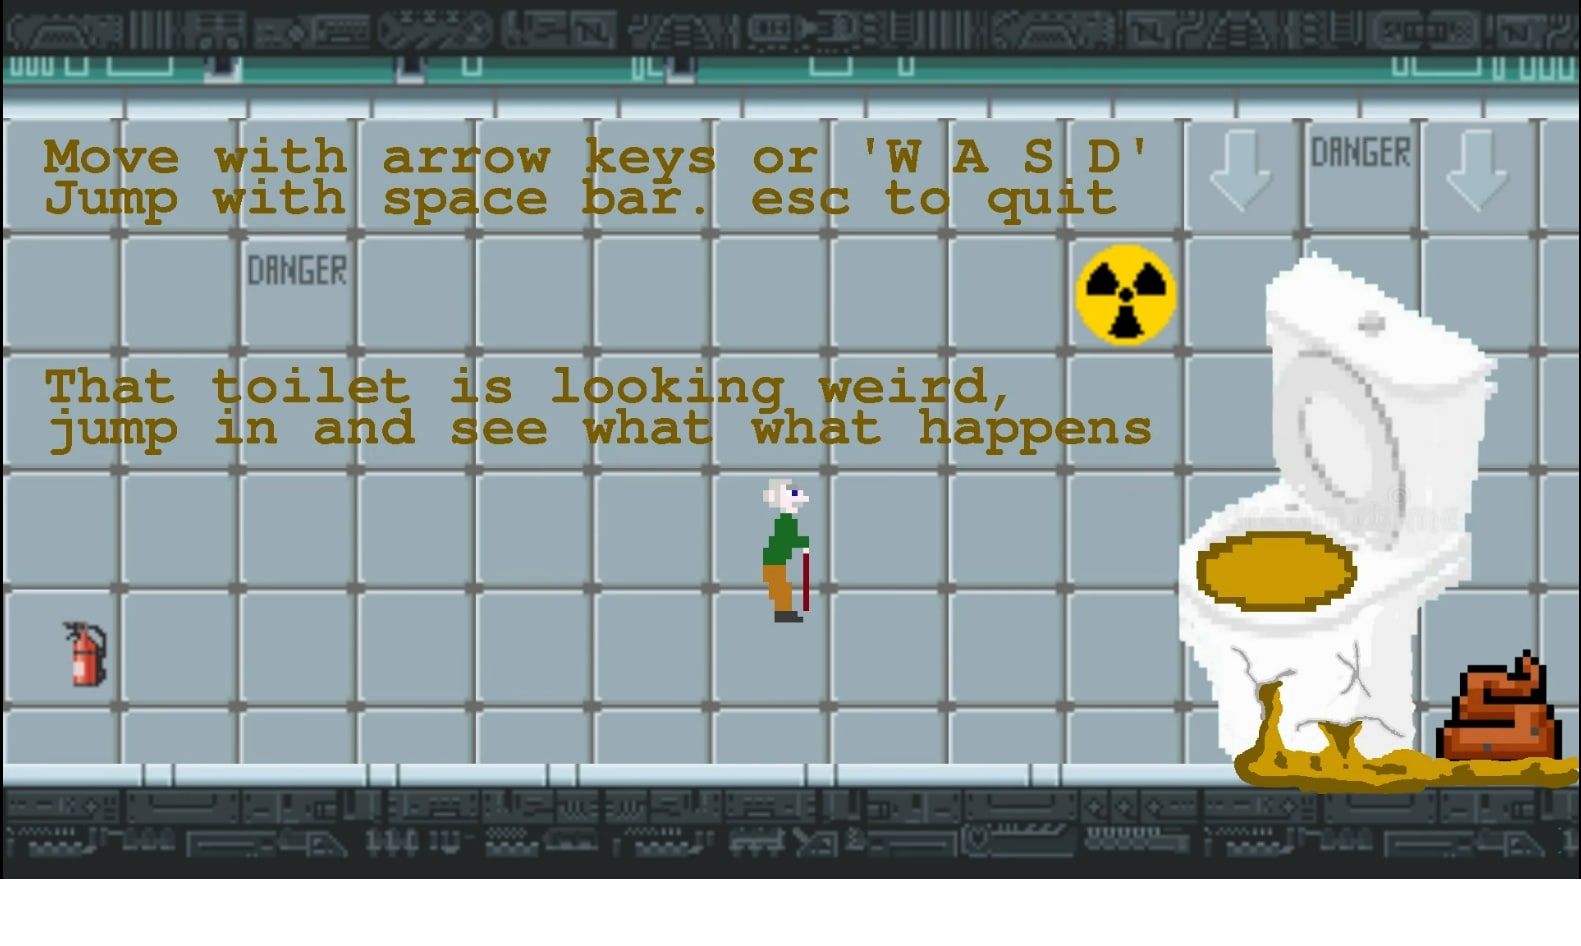 Move with arrow keys or 'W A S D'
DANGER
Jump with space bar. esc to quit
DANGER
That toilet is looking weird,
jump in and see what what happens